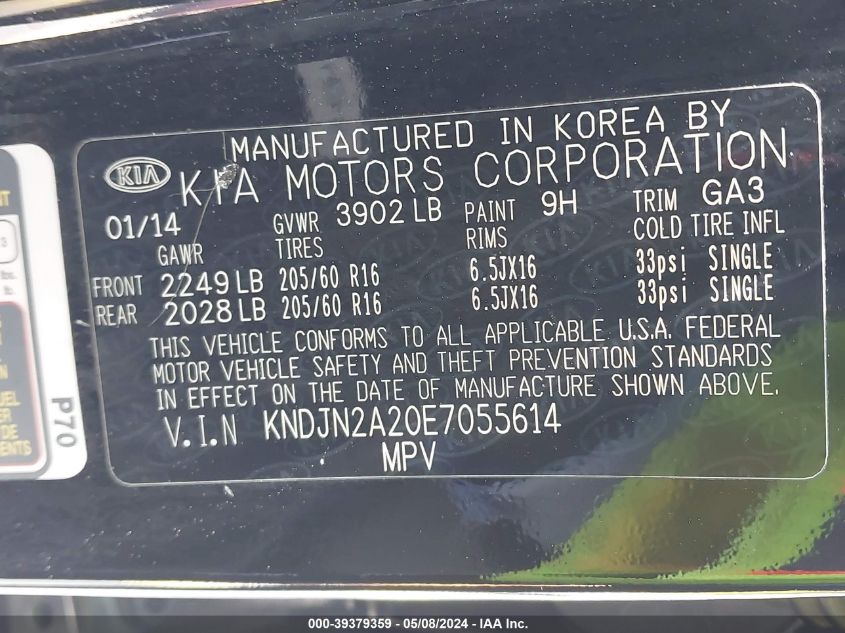 MANUFACTURED IN KOREA BY
KIA KIA MOTORS CORPORATION
01/14 GVWR 3902 LB PAINT 9H TRIM GA3
GAWR TIRES RIMS COLD TIRE INFL
FRONT 2249 LB 205/60 R16 6.5JX16 33psi SINGLE
REAR 2028 LB 205/60 R16 6.5JX16 33psi SINGLE
THIS VEHICLE CONFORMS TO ALL APPLICABLE U.S.A. FEDERAL
MOTOR VEHICLE SAFETY AND THEFT PREVENTION STANDARDS
IN EFFECT ON THE DATE OF MANUFACTURE SHOWN ABOVE.
V.I.N KNDJN2A20E7055614
MPV
P70
000-39379359 - 05/08/2024 - IAA Inc.